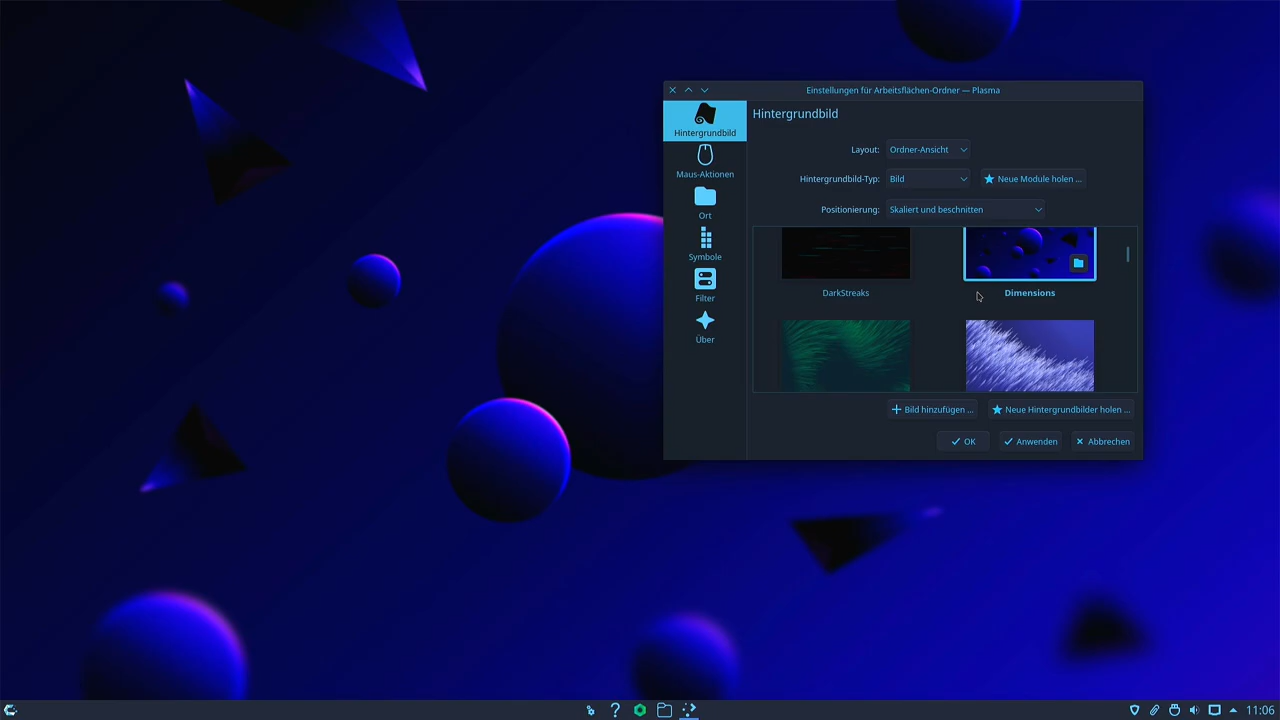 Einstellungen für Arbeitsflächen-Ordner — Plasma
Hintergrundbild
Maus-Aktionen
Ort
Symbole
Filter
Über
Hintergrundbild
Layout: Ordner-Ansicht
Hintergrundbild-Typ: Bild Neue Module holen ...
Positionierung: Skaliert und beschnitten
DarkStreaks Dimensions
Bild hinzufügen ... Neue Hintergrundbilder holen ...
OK Anwenden Abbrechen
11:06